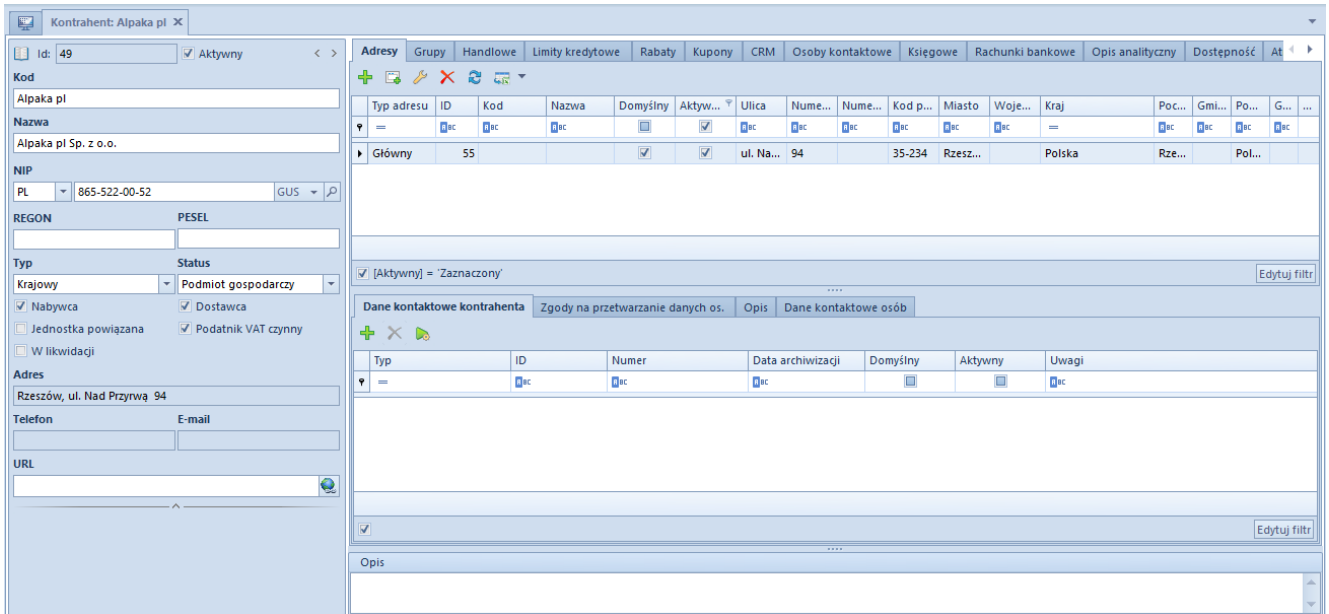 Kontrahent: Alpaka pl
Id: 49 Aktywny
Kod
Alpaka pl
Nazwa
Alpaka pl Sp. z o.o.
NIP
PL 865-522-00-52 GUS
REGON PESEL
Typ Status
Krajowy Podmiot gospodarczy
Nabywca Dostawca
Jednostka powiązana Podatnik VAT czynny
W likwidacji
Adres
Rzeszów, ul. Nad Przyrwą 94
Telefon E-mail
URL
Adresy Grupy Handlowe Limity kredytowe Rabaty Kupony CRM Osoby kontaktowe Księgowe Rachunki bankowe Opis analityczny Dostępność At
Typ adresu ID Kod Nazwa Domyślny Aktyw... Ulica Nume... Nume... Kod p... Miasto Woje... Kraj Poc... Gmi... Po... G... ...
Główny 55 ul. Na... 94 35-234 Rzesz... Polska Rze... Pol...
[Aktywny] = 'Zaznaczony' Edytuj filtr
Dane kontaktowe kontrahenta Zgody na przetwarzanie danych os. Opis Dane kontaktowe osób
Typ ID Numer Data archiwizacji Domyślny Aktywny Uwagi
Edytuj filtr
Opis